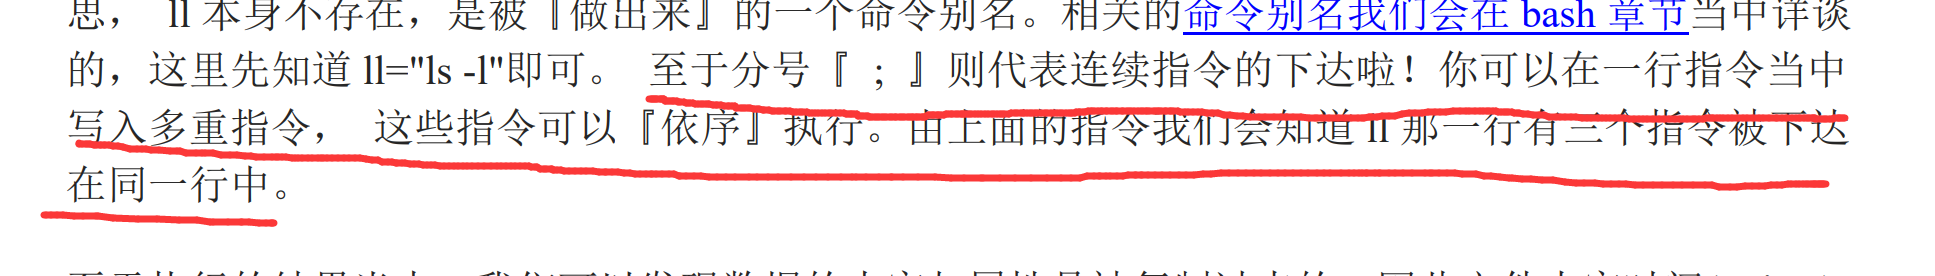 思， ll 本身不存在，是被『做出来』的一个命令别名。相关的命令别名我们会在 bash 章节当中详谈
的，这里先知道 ll="ls -l"即可。 至于分号『 ; 』则代表连续指令的下达啦！你可以在一行指令当中
写入多重指令， 这些指令可以『依序』执行。由上面的指令我们会知道 ll 那一行有三个指令被下达
在同一行中。